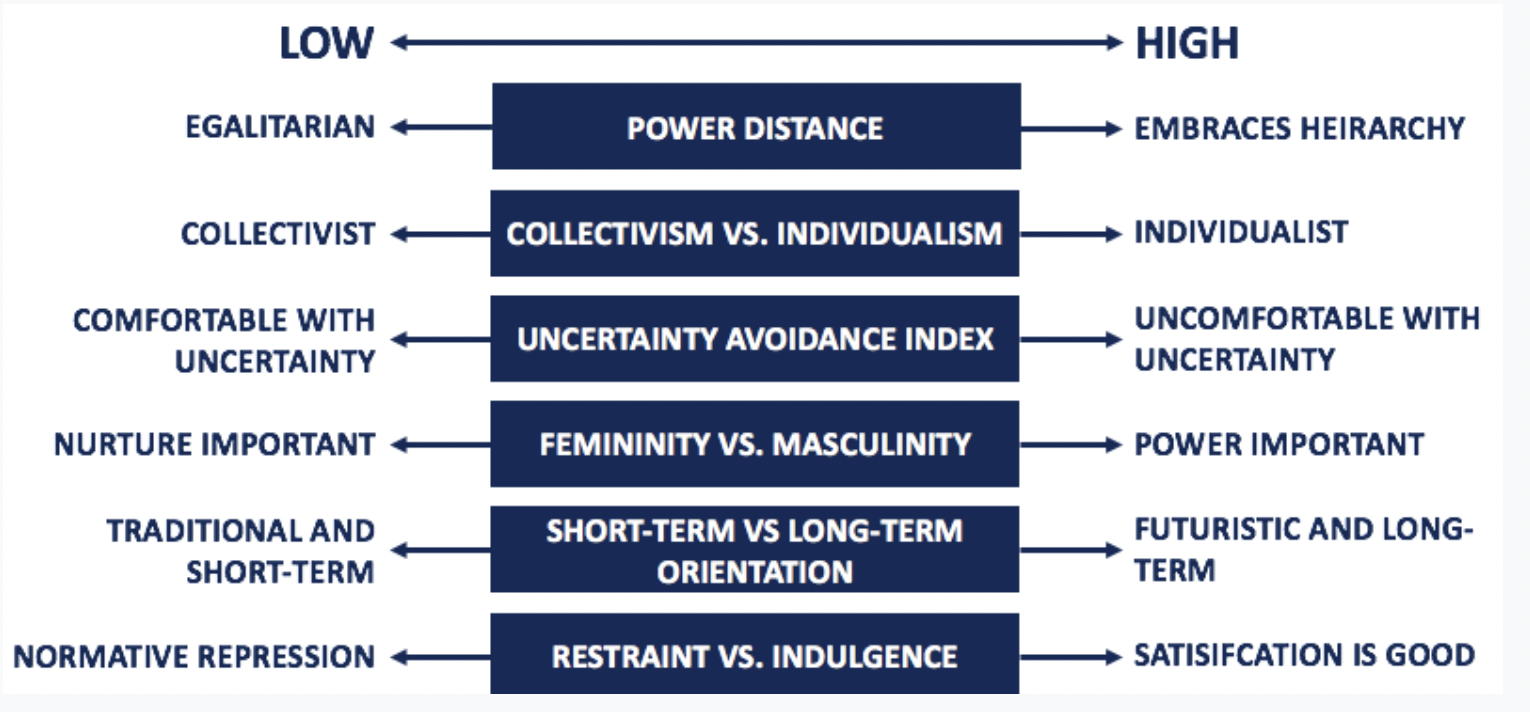 LOW HIGH
EGALITARIAN POWER DISTANCE EMBRACES HEIRARCHY
COLLECTIVIST COLLECTIVISM VS. INDIVIDUALISM INDIVIDUALIST
COMFORTABLE WITH
UNCERTAINTY
UNCERTAINTY AVOIDANCE INDEX
UNCOMFORTABLE WITH
UNCERTAINTY
NURTURE IMPORTANT FEMININITY VS. MASCULINITY POWER IMPORTANT
TRADITIONAL AND
SHORT-TERM
SHORT-TERM VS LONG-TERM
ORIENTATION
FUTURISTIC AND LONG-
TERM
NORMATIVE REPRESSION RESTRAINT VS. INDULGENCE SATISIFCATION IS GOOD